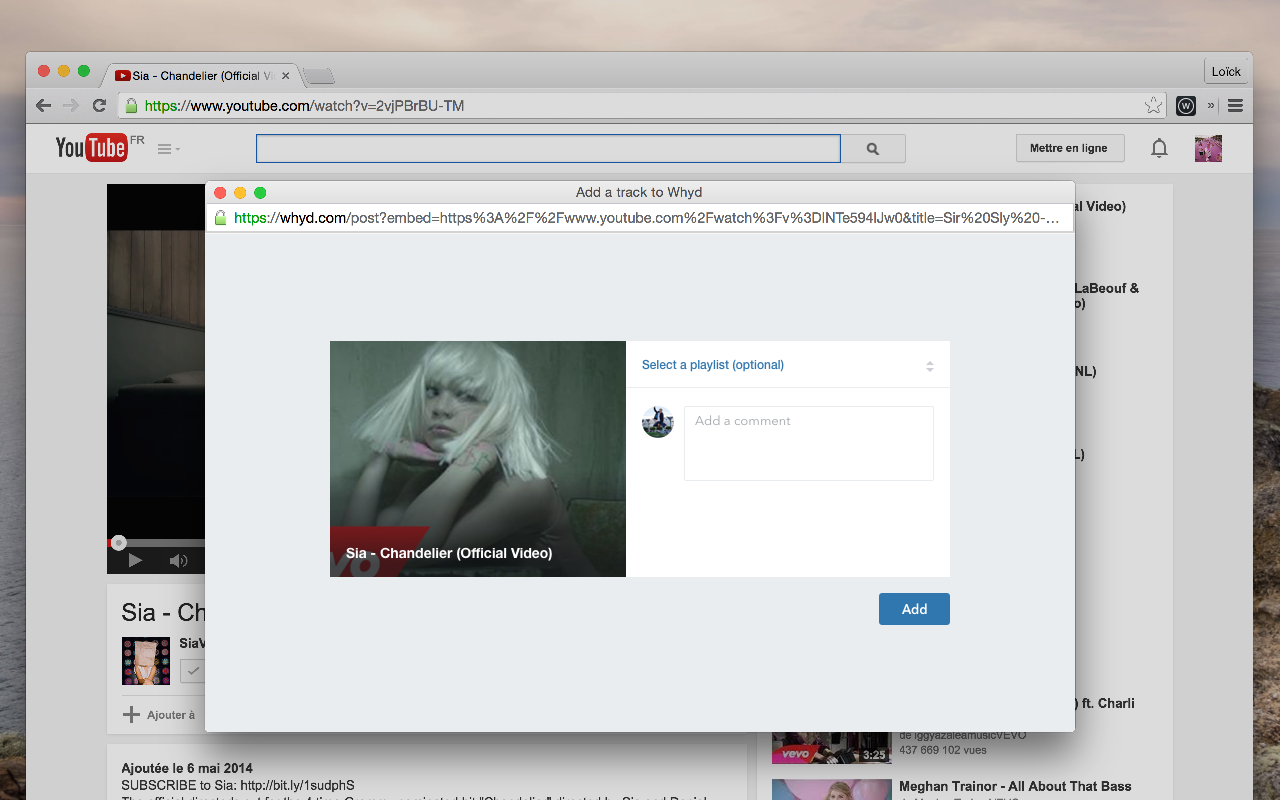 Sia - Chandelier (Official Vi
Loïck
https://www.youtube.com/watch?v=2vjPBrBU-TM
W
»
YouTube FR
Mettre en ligne
Add a track to Whyd
https://whyd.com/post?embed=https%3A%2F%2Fwww.youtube.com%2Fwatch%3Fv%3DlNTe594IJw0&title=Sir%20Sly%20-...
al Video)
LaBeouf &
o)
NL)
L)
Select a playlist (optional)
Add a comment
vevo
Sia - Chandelier (Official Video)
Add
Sia - Ch
SiaV
Ajouter à
) ft. Charli
de IggyazaleamusicVEVO
437 669 102 vues
vevo
3:25
Ajoutée le 6 mai 2014
SUBSCRIBE to Sia: http://bit.ly/1sudphS
Meghan Trainor - All About That Bass